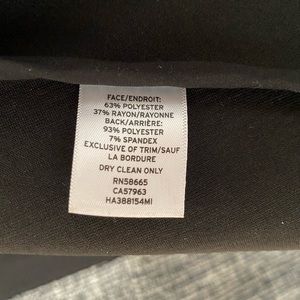 FACE/ENDROIT:
63% POLYESTER
37% RAYON/RAYONNE
BACK/ARRIÈRE:
93% POLYESTER
7% SPANDEX
EXCLUSIVE OF TRIM/SAUF
LA BORDURE
DRY CLEAN ONLY
RN58665
CA57963
HA388154MI